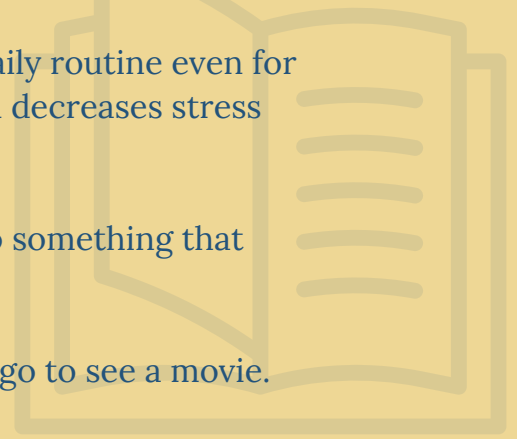 ily routine even for
decreases stress
something that
go to see a movie.